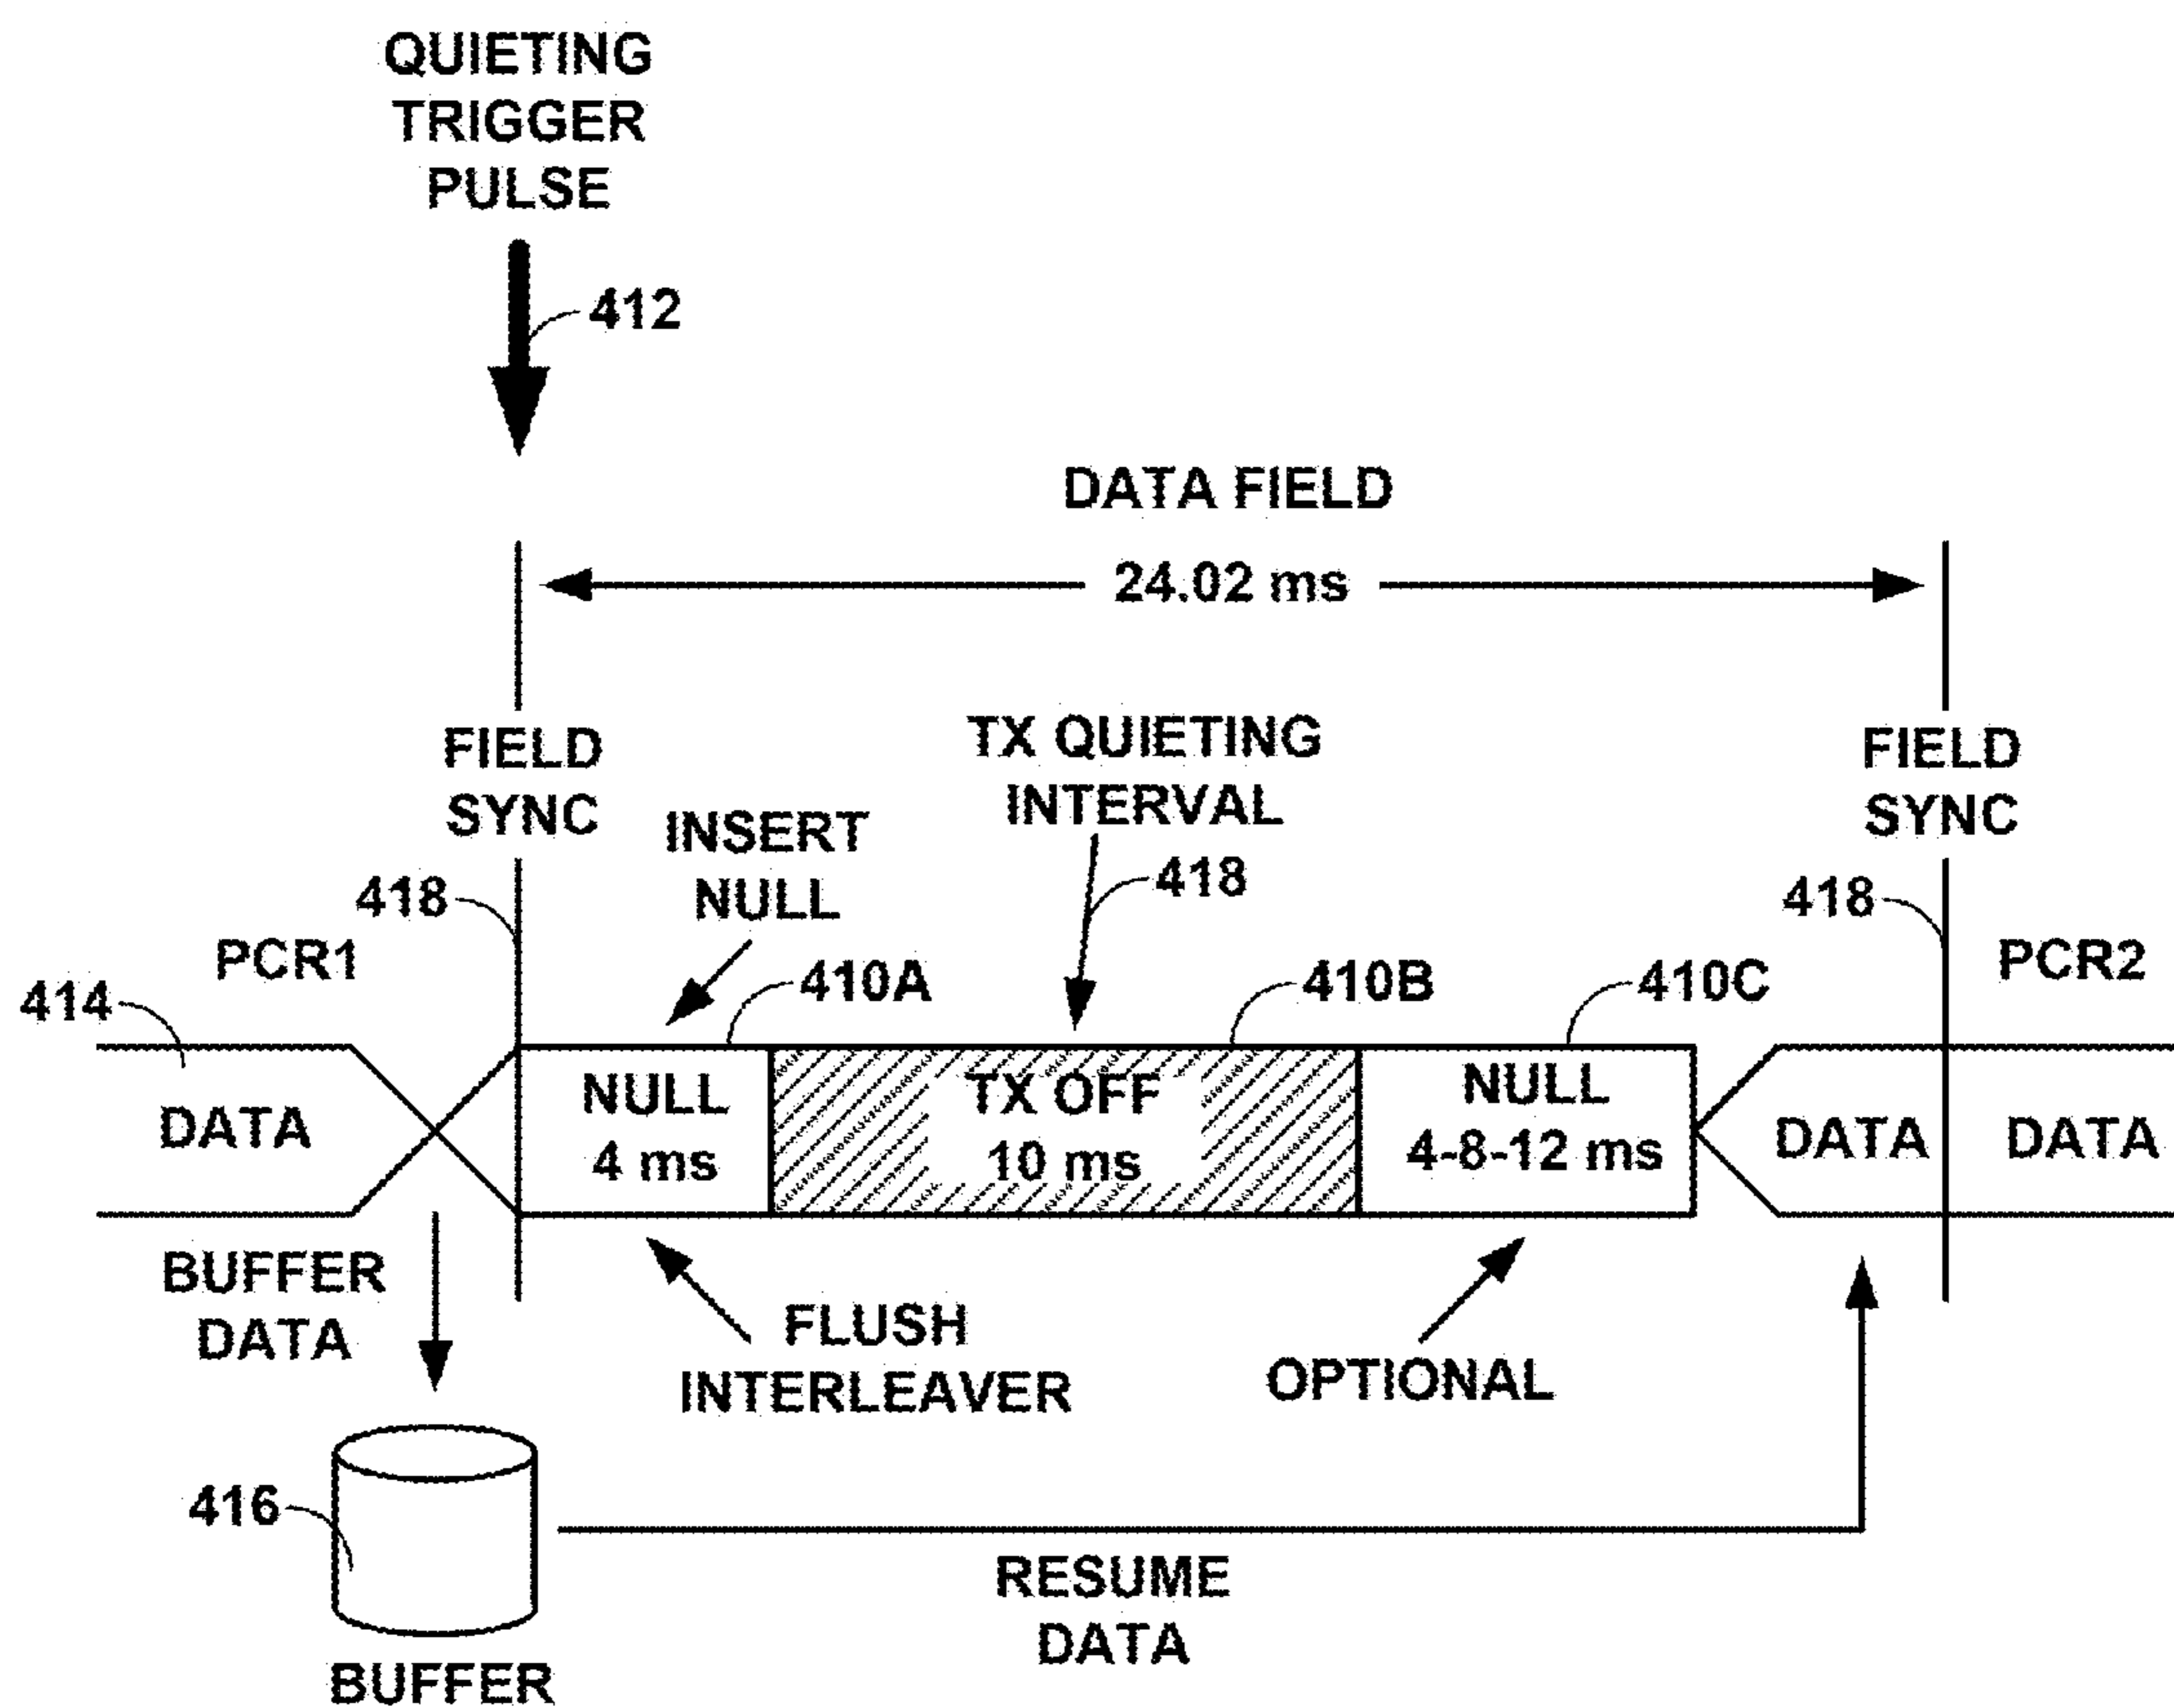 QUIETING
TRIGGER
PULSE
412
DATA FIELD
24.02 ms
FIELD
SYNC
TX QUIETING
INTERVAL
FIELD
SYNC
INSERT
NULL
418
418
418
PCR1
410A
410B
410C
PCR2
414
DATA
NULL
4 ms
TX OFF
10 ms
NULL
4-8-12 ms
DATA
DATA
BUFFER
DATA
FLUSH
INTERLEAVER
OPTIONAL
416
RESUME
DATA
BUFFER